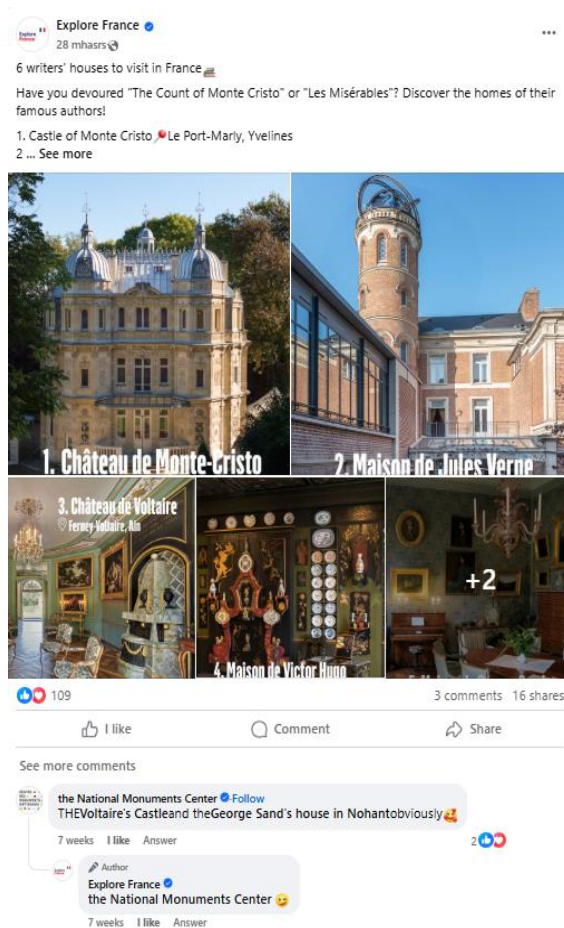 Explore France
28 mhasrs
6 writers' houses to visit in France
Have you devoured "The Count of Monte Cristo" or "Les Misérables"? Discover the homes of their
famous authors!
1. Castle of Monte Cristo📍Le Port-Marly, Yvelines
2 ... See more
1. Château de Monte-Cristo
2. Maison de Jules Verne
3. Château de Voltaire
Ferney-Voltaire, Ain
4. Maison de Victor Hugo
+2
109
3 comments 16 shares
I like
Comment
Share
See more comments
the National Monuments Center Follow
THEVoltaire's Castleand theGeorge Sand's house in Nohantobviously🥰
7 weeks I like Answer
2
Author
Explore France
the National Monuments Center 😉
7 weeks I like Answer